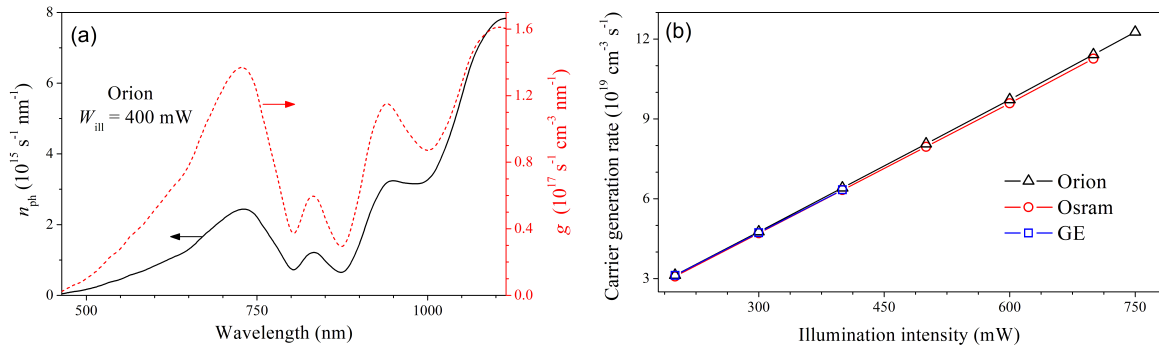 (a)
Orion
W_ill = 400 mW
n_ph (10^15 s^-1 nm^-1)
8
6
4
2
0
500
750
1000
Wavelength (nm)
1.6
1.2
0.8
0.4
0.0
g (10^17 s^-1 cm^-3 nm^-1)
(b)
Carrier generation rate (10^19 cm^-3 s^-1)
12
9
6
3
300
450
600
750
Illumination intensity (mW)
Orion
Osram
GE